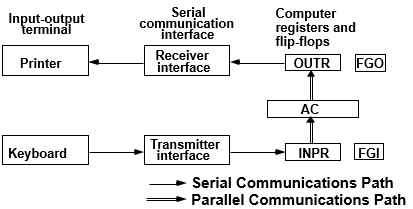 Input-output
terminal
Serial
communication
interface
Computer
registers and
flip-flops
Printer
Receiver
interface
OUTR
FGO
AC
Keyboard
Transmitter
interface
INPR
FGI
Serial Communications Path
Parallel Communications Path